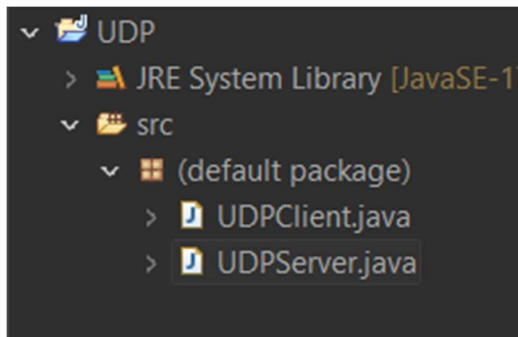 UDP
JRE System Library [JavaSE-1
src
(default package)
J UDPClient.java
J UDPServer.java